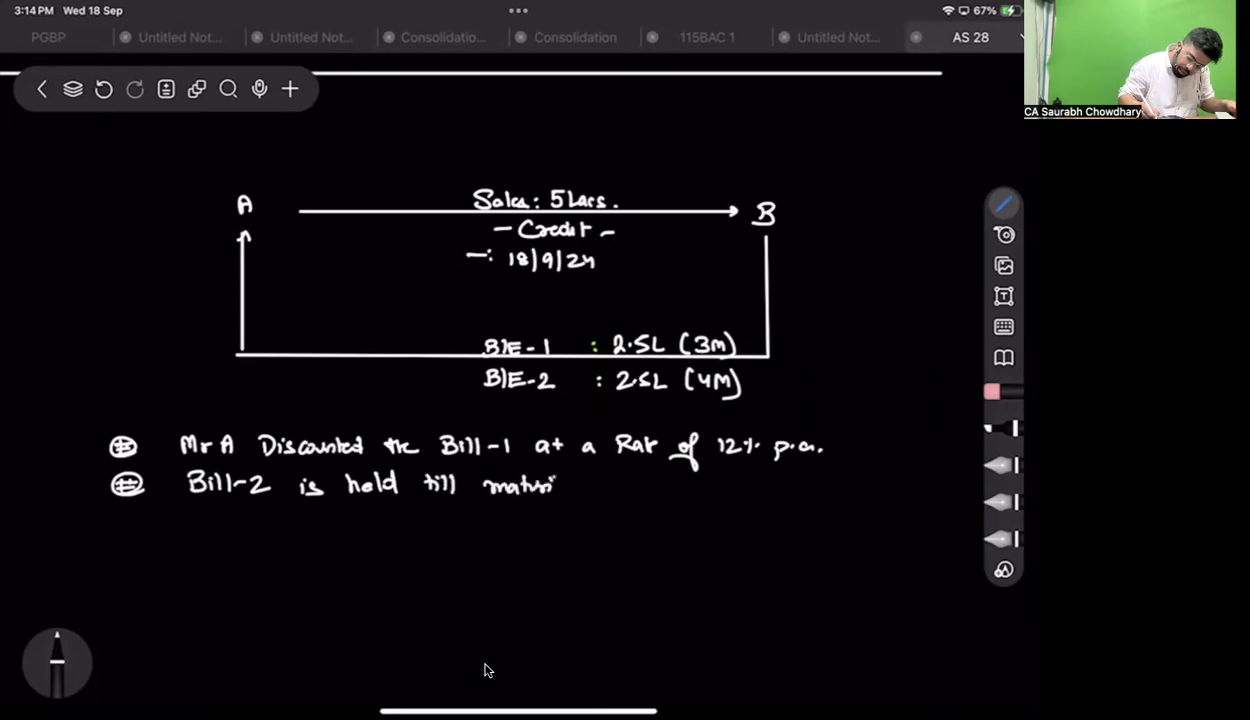 3:14 PM Wed 18 Sep
67%
PGBP
Untitled Not...
Untitled Not...
Consolidatio...
Consolidation
115BAC 1
Untitled Not...
AS 28
CA Saurabh Chowdhary
A
Sales: 5 Lacs.
B
- Credit -
-: 18/9/24
B/E-1 : 2.5L (3M)
B/E-2 : 2.5L (4M)
Mr A Discounted the Bill-1 at a Rate of 12% p.a.
Bill-2 is held till maturi